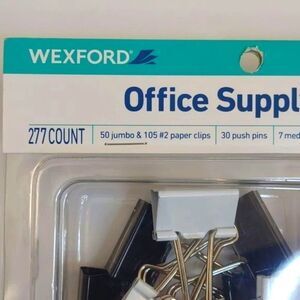 WEXFORD®
Office Suppl
277 COUNT
50 jumbo & 105 #2 paper clips
30 push pins
7 med